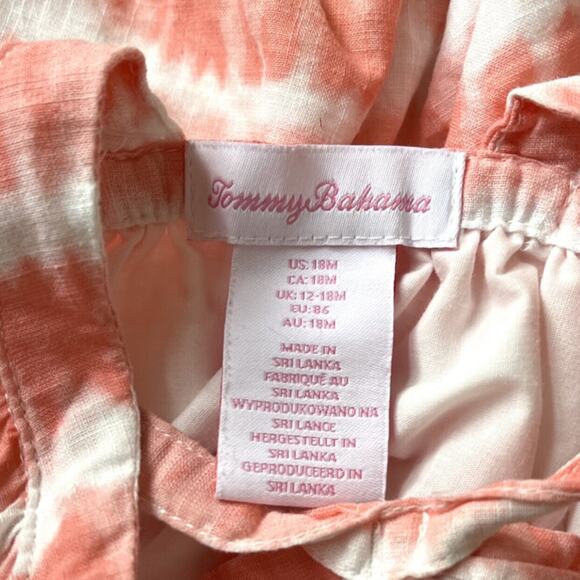 Tommy Bahama
US: 18M
CA: 18M
UK: 12-18M
EU: 86
AU: 18M
MADE IN
SRI LANKA
FABRIQUÉ AU
SRI LANKA
WYPRODUKOWANO NA
SRI LANCE
HERGESTELLT IN
SRI LANKA
GEPRODUCEERD IN
SRI LANKA